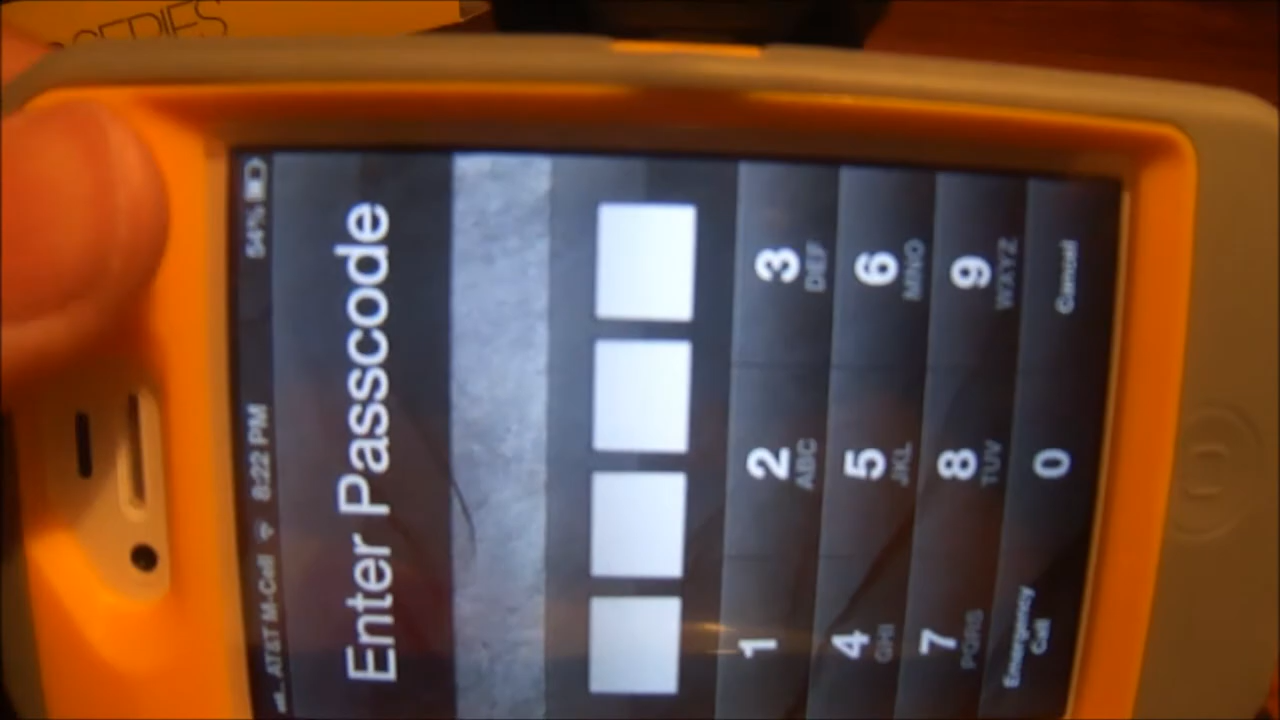 SERIES
AT&T M-Cell 8:22 PM 54%
Enter Passcode
1 2 ABC 3 DEF
4 GHI 5 JKL 6 MNO
7 PQRS 8 TUV 9 WXYZ
Emergency Call 0 Cancel